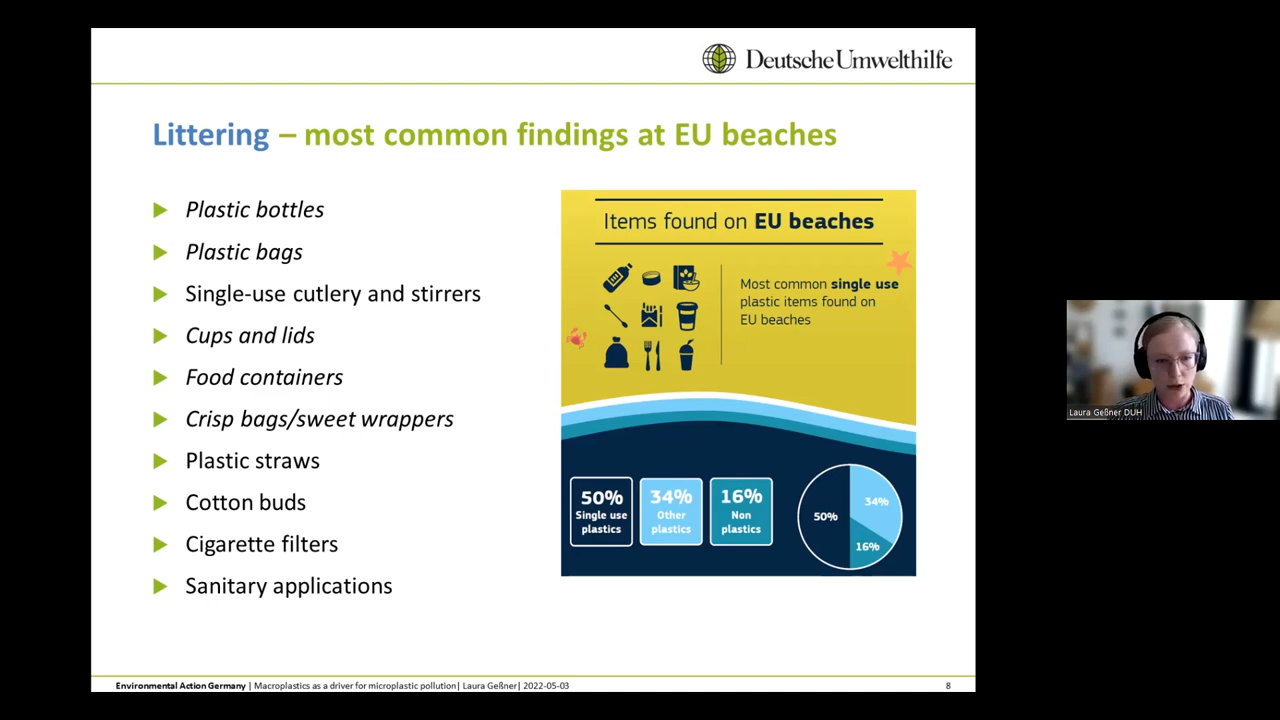 Deutsche Umwelthilfe
Littering – most common findings at EU beaches
Plastic bottles
Plastic bags
Single-use cutlery and stirrers
Cups and lids
Food containers
Crisp bags/sweet wrappers
Plastic straws
Cotton buds
Cigarette filters
Sanitary applications
Items found on EU beaches
Most common single use
plastic items found on
EU beaches
50%
Single use
plastics
34%
Other
plastics
16%
Non
plastics
50%
34%
16%
Laura Geßner DUH
Environmental Action Germany | Macroplastics as a driver for microplastic pollution| Laura Geßner| 2022-05-03
8